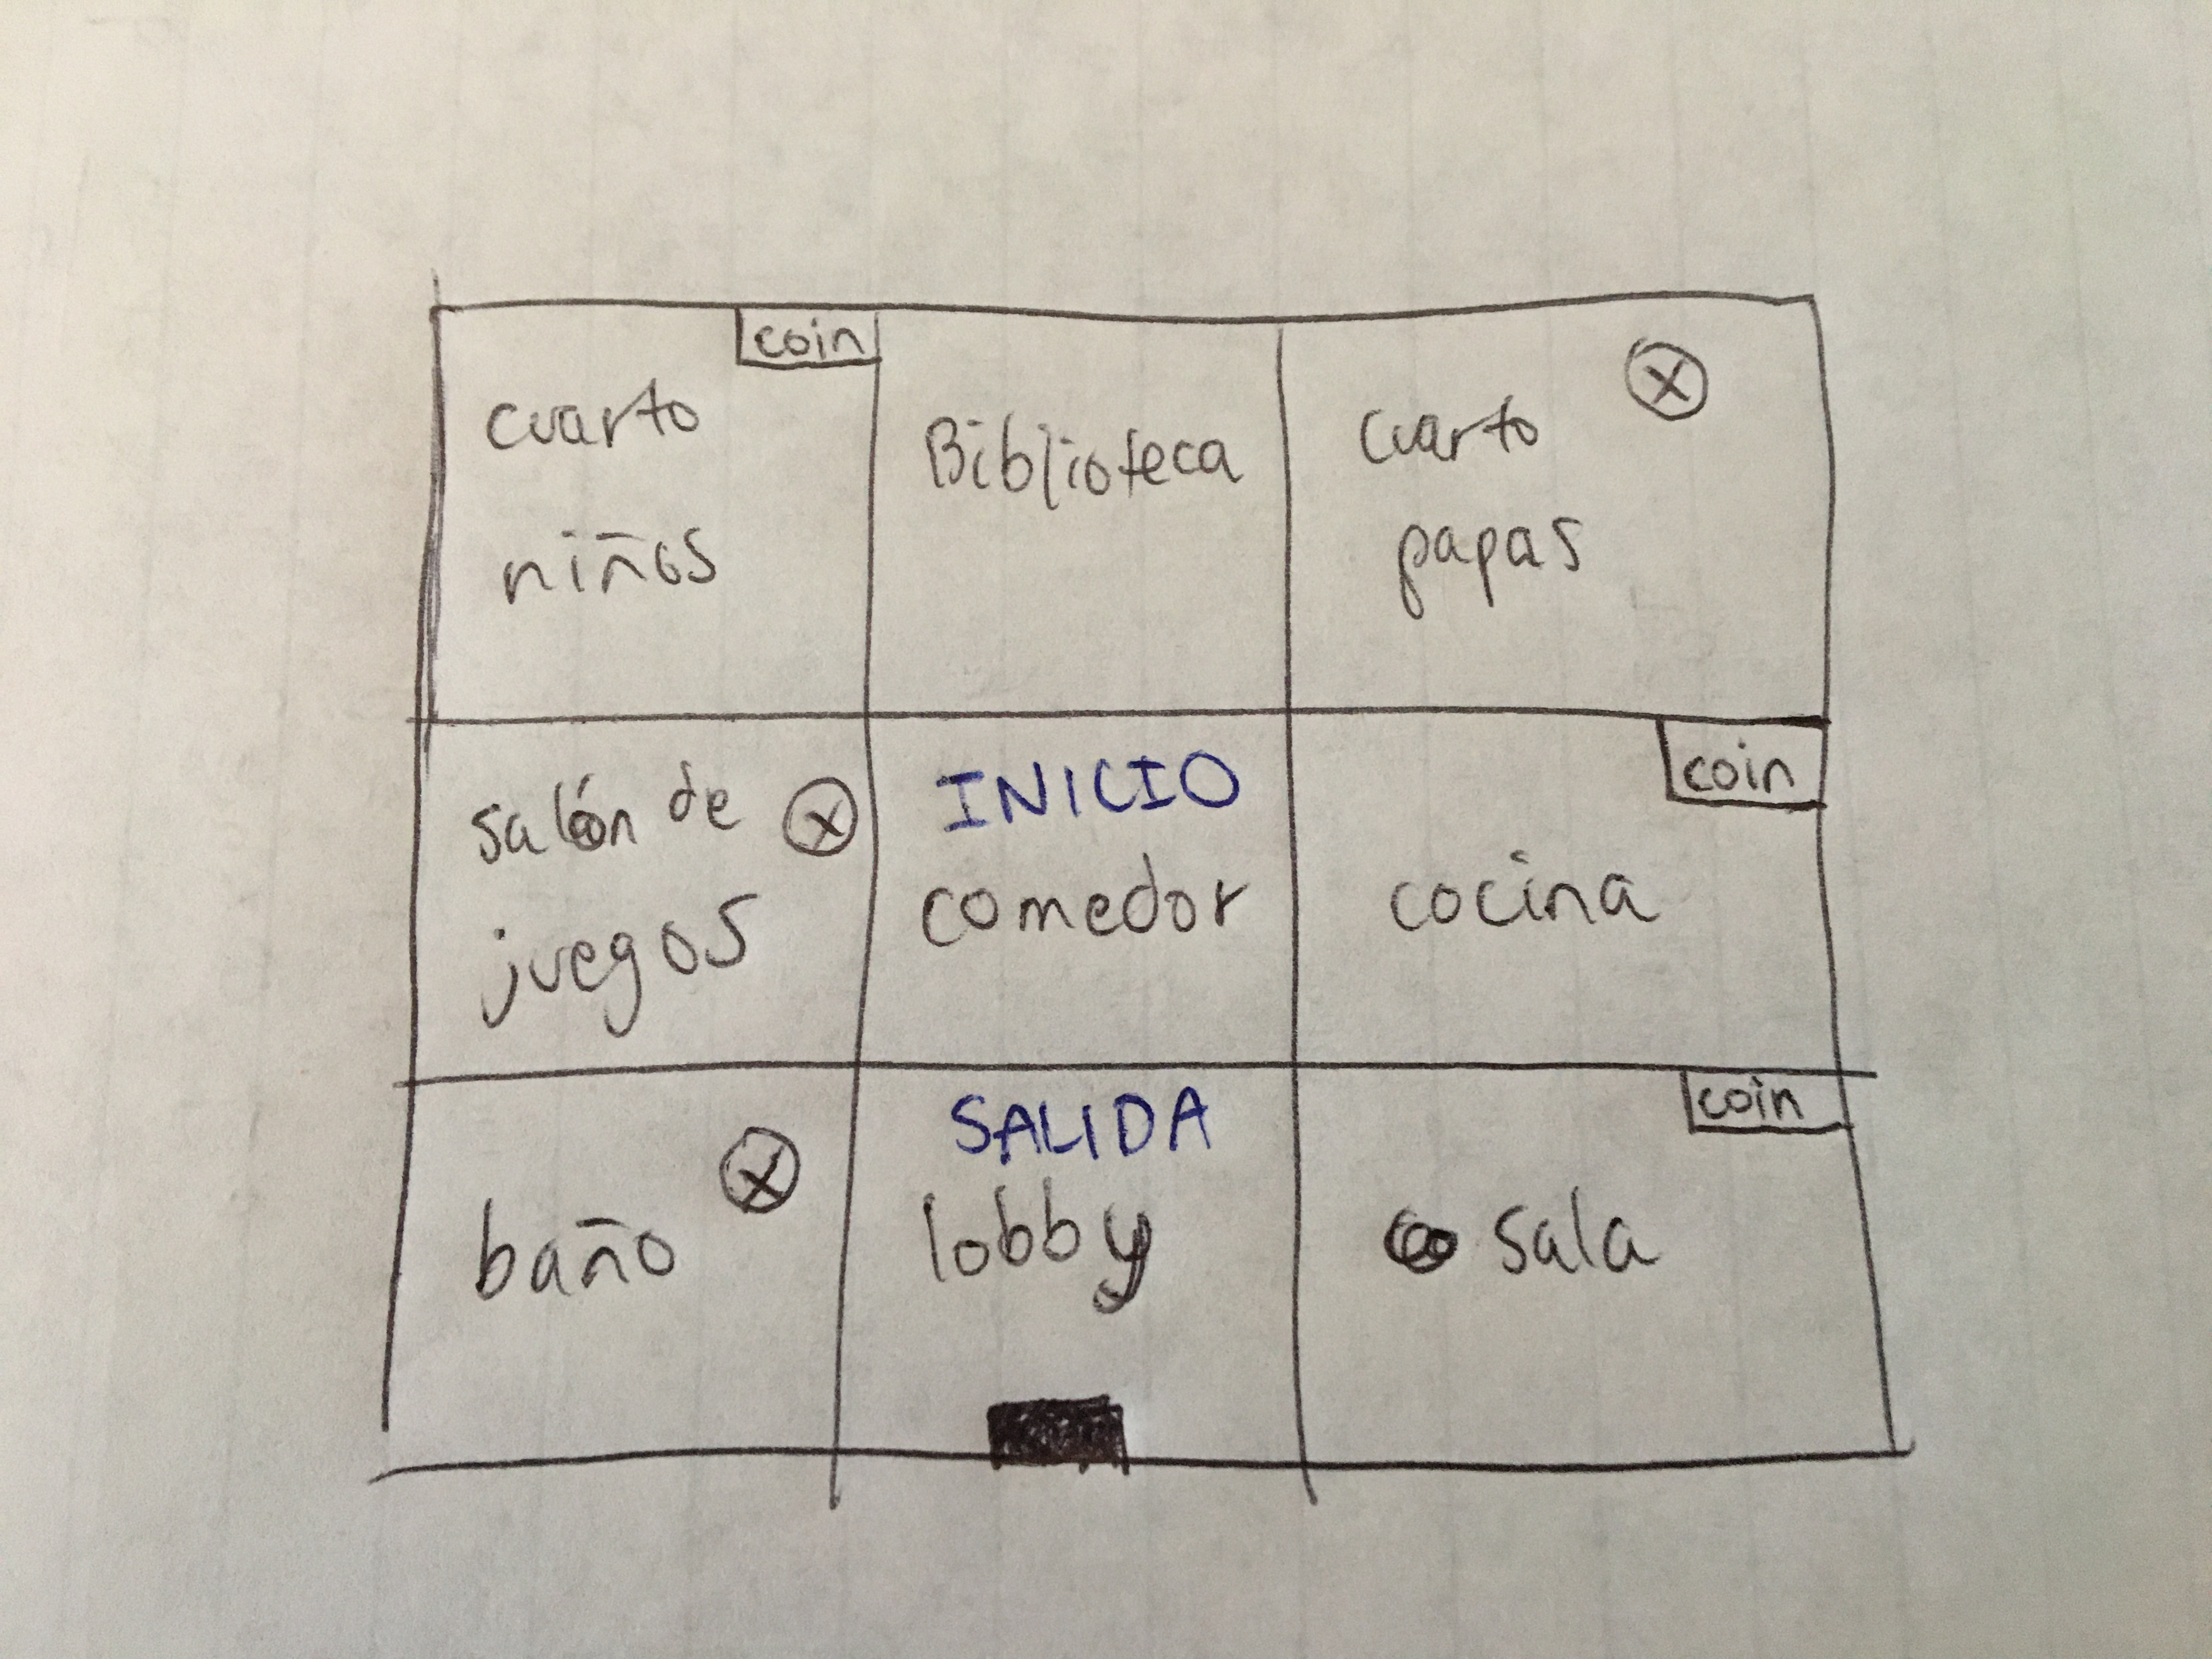 coin
cuarto
niños
Biblioteca
X
cuarto
papas
salón de
X
juegos
INICIO
comedor
coin
cocina
X
baño
SALIDA
lobby
coin
sala